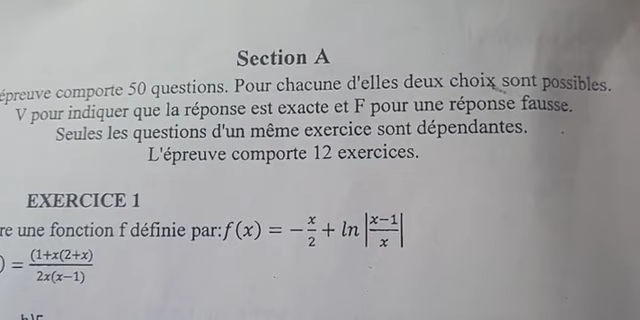 Section A
épreuve comporte 50 questions. Pour chacune d'elles deux choix sont possibles.
V pour indiquer que la réponse est exacte et F pour une réponse fausse.
Seules les questions d'un même exercice sont dépendantes.
L'épreuve comporte 12 exercices.
EXERCICE 1
re une fonction f définie par:f(x) = −x/2 + ln |x−1/x|
) = (1+x(2+x)/2x(x−1)